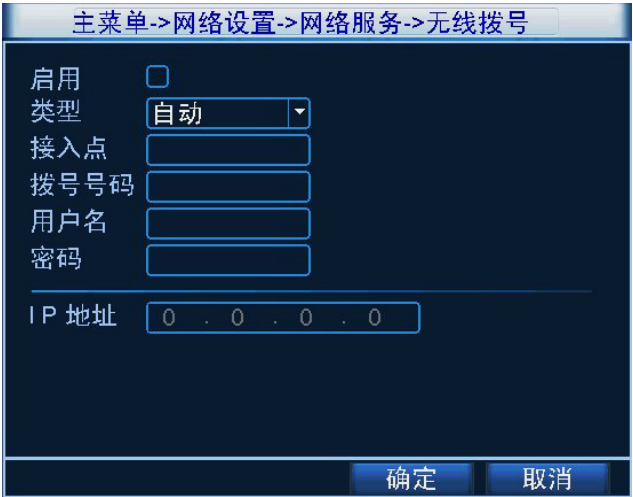 主菜单->网络设置->网络服务->无线拨号
启用
类型 自动
接入点
拨号号码
用户名
密码
IP 地址 0 . 0 . 0 . 0
确定 取消